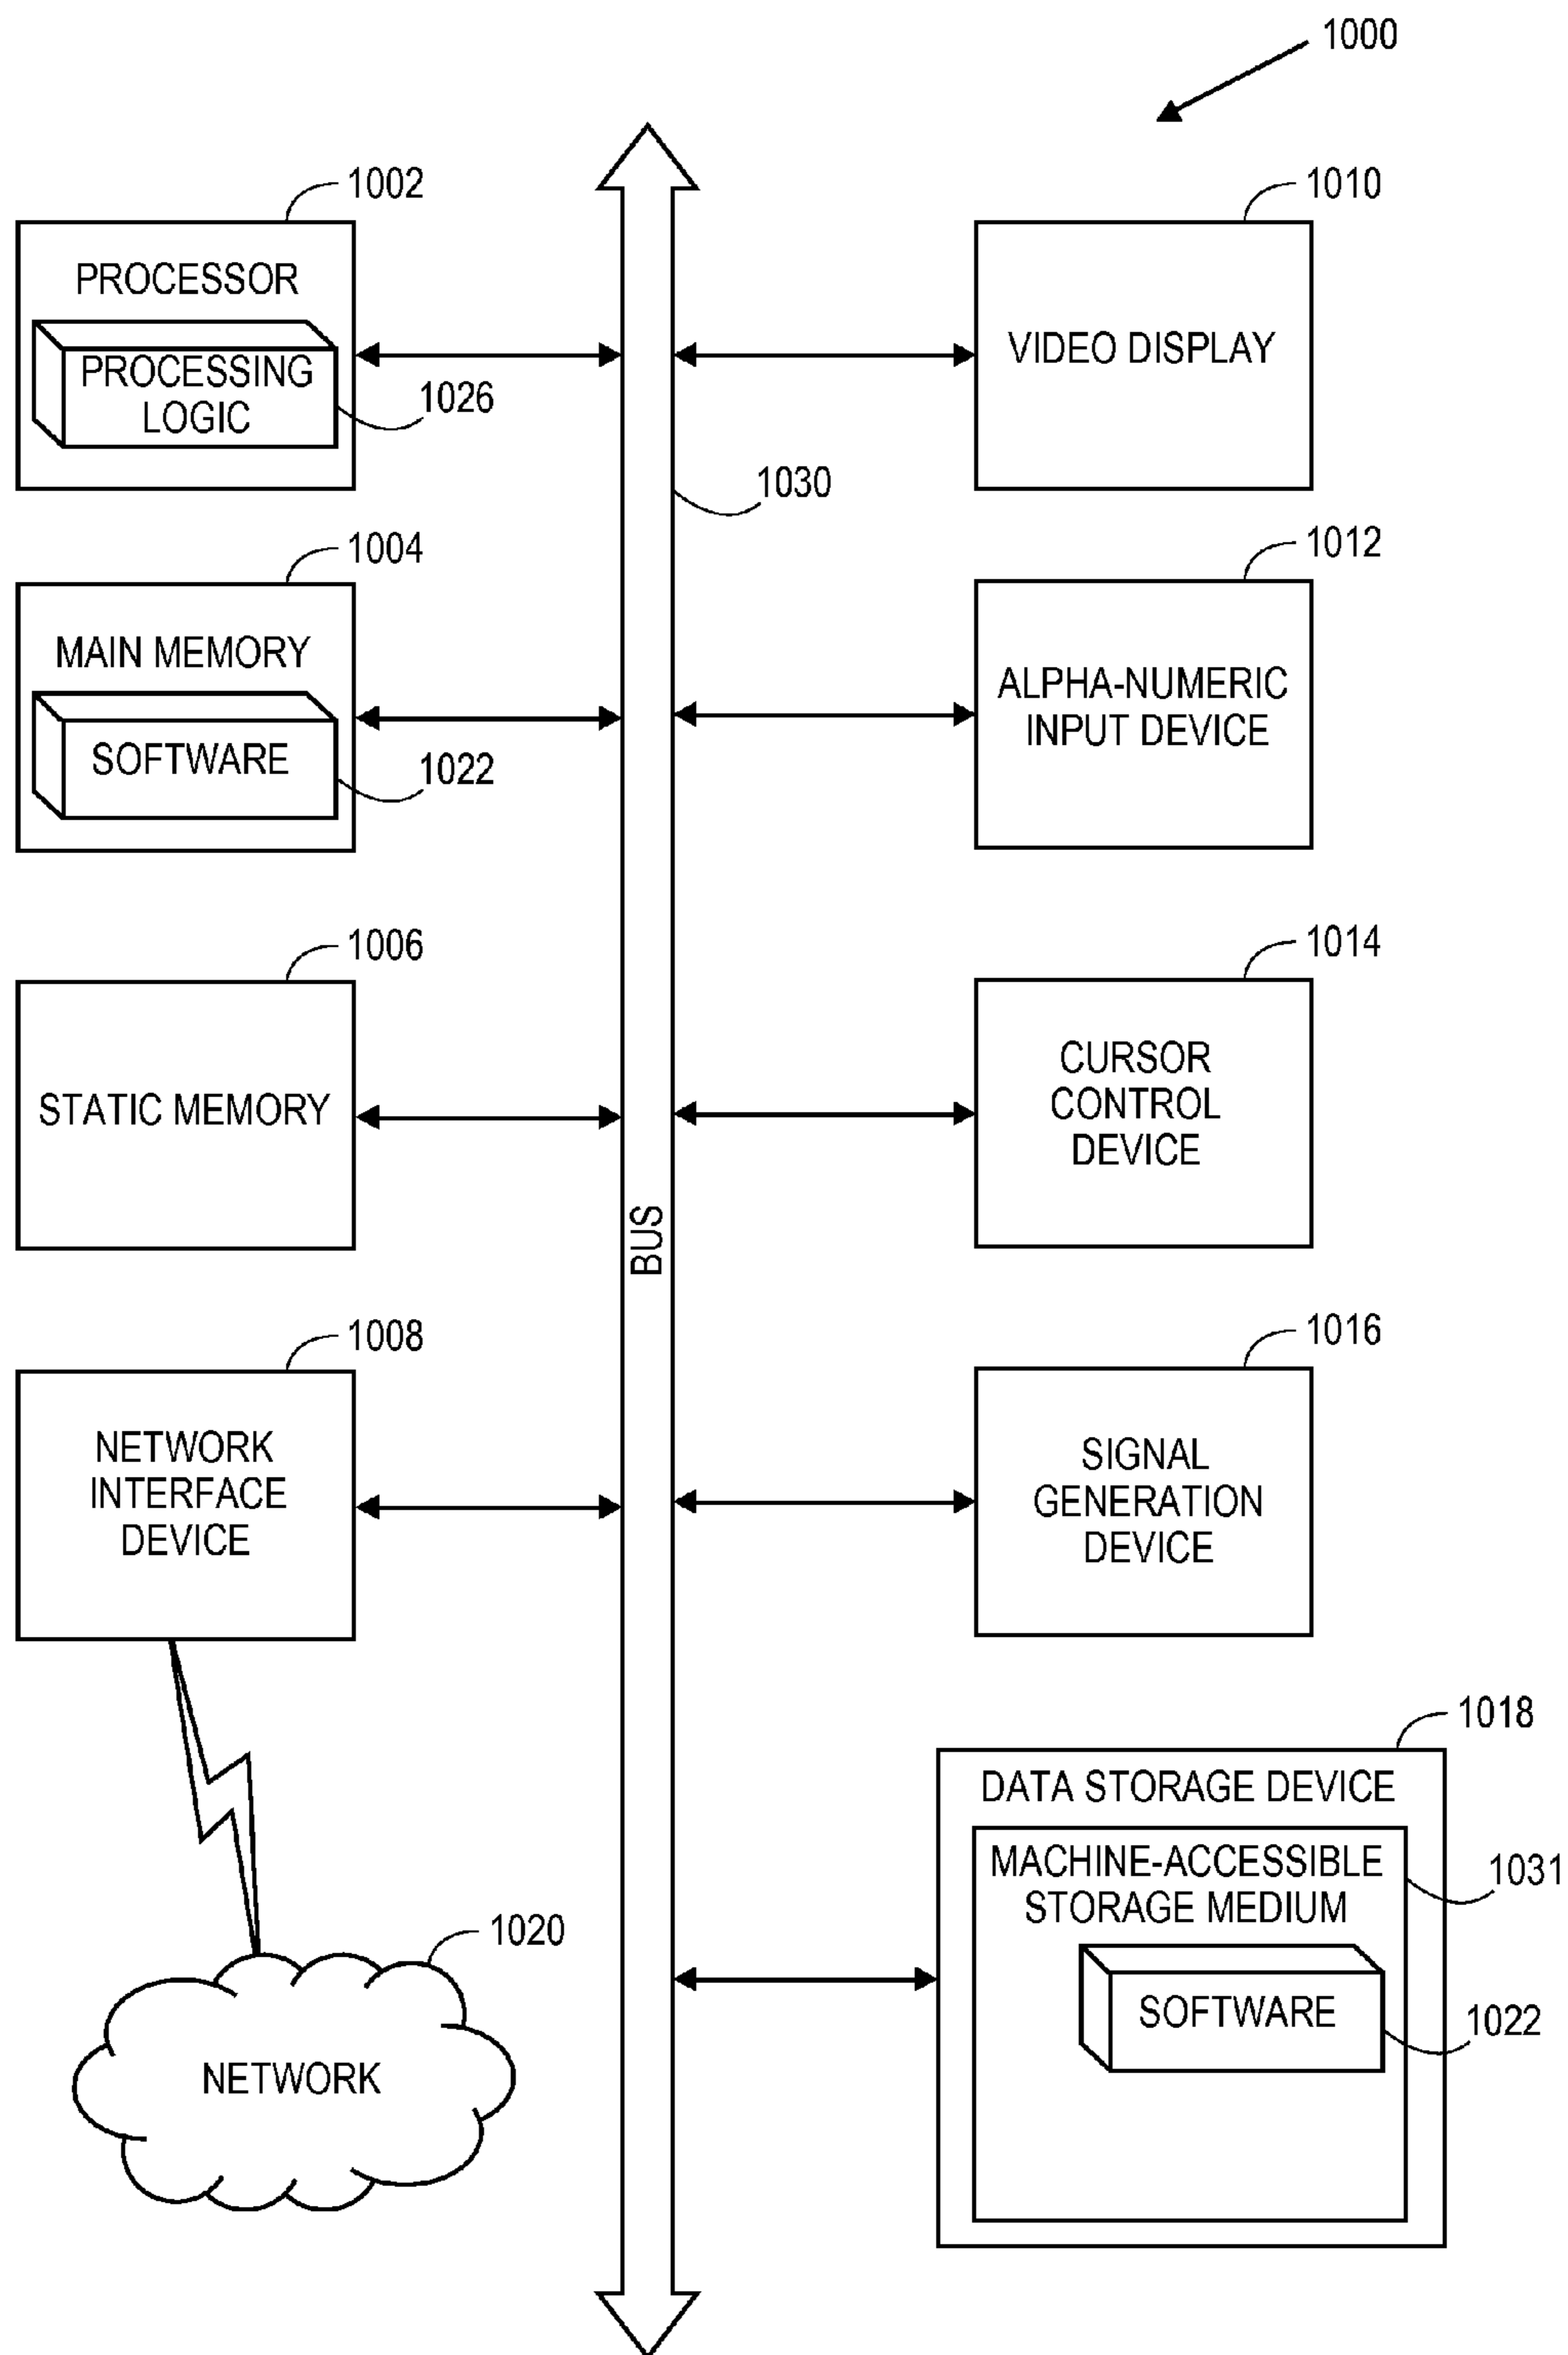 1000
1002
PROCESSOR
PROCESSING
LOGIC
1026
1010
VIDEO DISPLAY
1030
1004
MAIN MEMORY
SOFTWARE
1022
1012
ALPHA-NUMERIC
INPUT DEVICE
1006
STATIC MEMORY
1014
CURSOR
CONTROL
DEVICE
BUS
1008
NETWORK
INTERFACE
DEVICE
1016
SIGNAL
GENERATION
DEVICE
1018
DATA STORAGE DEVICE
MACHINE-ACCESSIBLE
STORAGE MEDIUM
1031
SOFTWARE
1022
1020
NETWORK